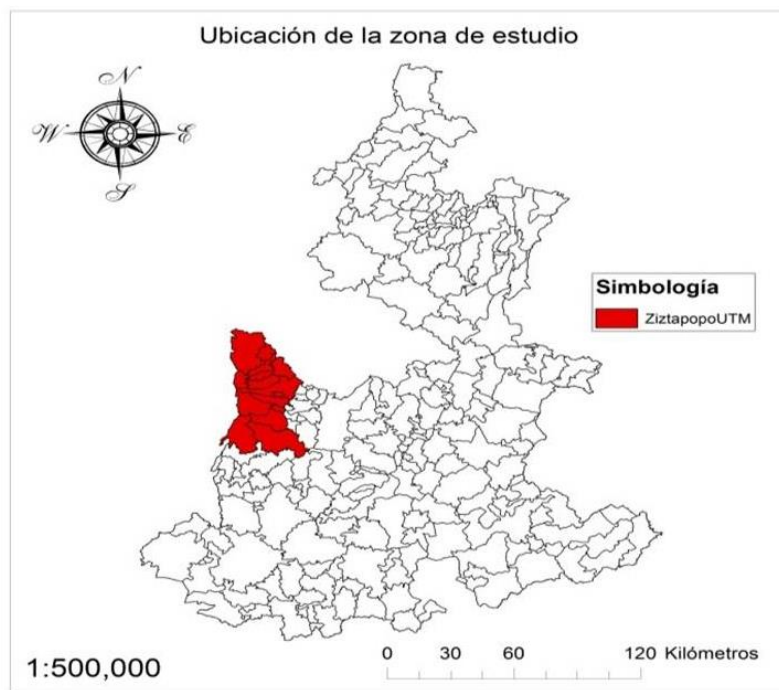 Ubicación de la zona de estudio
N
W E
S
Simbología
ZiztapopoUTM
1:500,000
0 30 60 120 Kilómetros